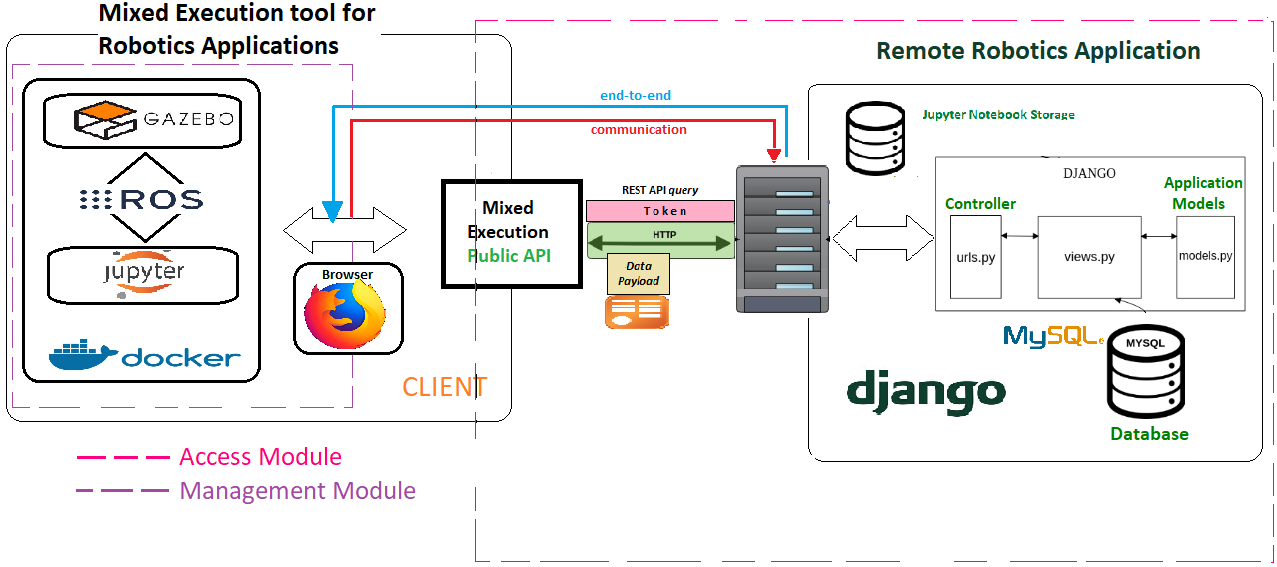 Mixed Execution tool for
Robotics Applications
GAZEBO
ROS
jupyter
docker
Browser
CLIENT
end-to-end
communication
Mixed
Execution
Public API
REST API query
Token
HTTP
Data
Payload
Remote Robotics Application
Jupyter Notebook Storage
DJANGO
Controller
Application
Models
urls.py
views.py
models.py
MySQL
MYSQL
django
Database
Access Module
Management Module